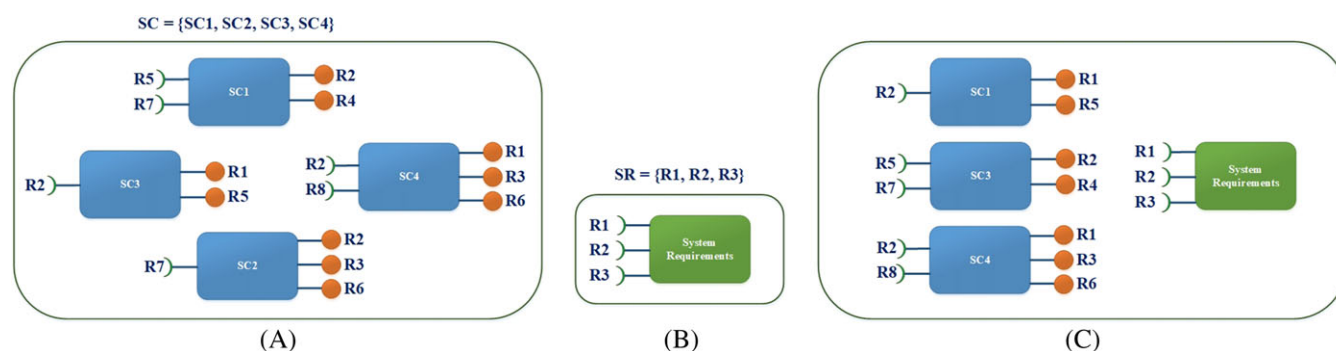 SC = {SC1, SC2, SC3, SC4}
R5
R7
SC1
R2
R4
R2
SC3
R1
R5
R2
R8
SC4
R1
R3
R6
R7
SC2
R2
R3
R6
(A)
SR = {R1, R2, R3}
R1
R2
R3
System
Requirements
(B)
R2
SC1
R1
R5
R5
R7
SC3
R2
R4
R2
R8
SC4
R1
R3
R6
R1
R2
R3
System
Requirements
(C)